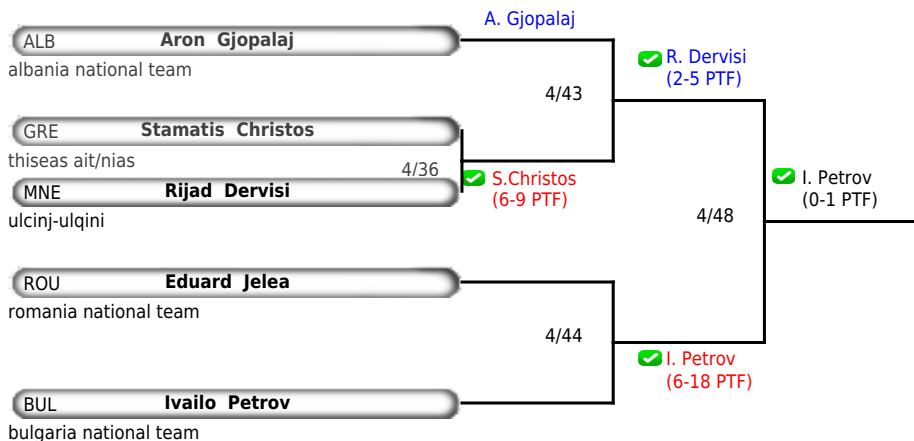 A. Gjopalaj
ALB Aron Gjopalaj
albania national team
R. Dervisi
(2-5 PTF)
4/43
GRE Stamatis Christos
thiseas ait/nias
4/36
S.Christos
(6-9 PTF)
MNE Rijad Dervisi
ulcinj-ulqini
I. Petrov
(0-1 PTF)
4/48
ROU Eduard Jelea
romania national team
4/44
I. Petrov
(6-18 PTF)
BUL Ivailo Petrov
bulgaria national team